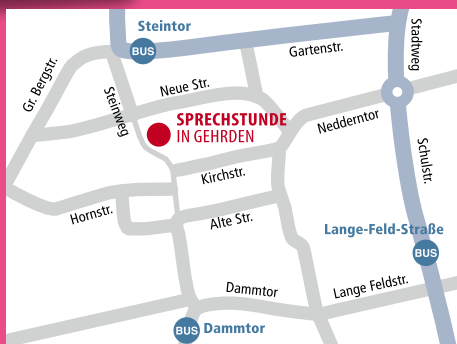 Steintor
BUS
Gartenstr.
Stadtweg
Gr. Bergstr.
Steinweg
Neue Str.
SPRECHSTUNDE
IN GEHRDEN
Nedderntor
Schulstr.
Kirchstr.
Hornstr.
Alte Str.
Lange-Feld-Straße
BUS
Dammtor
Lange Feldstr.
BUS Dammtor